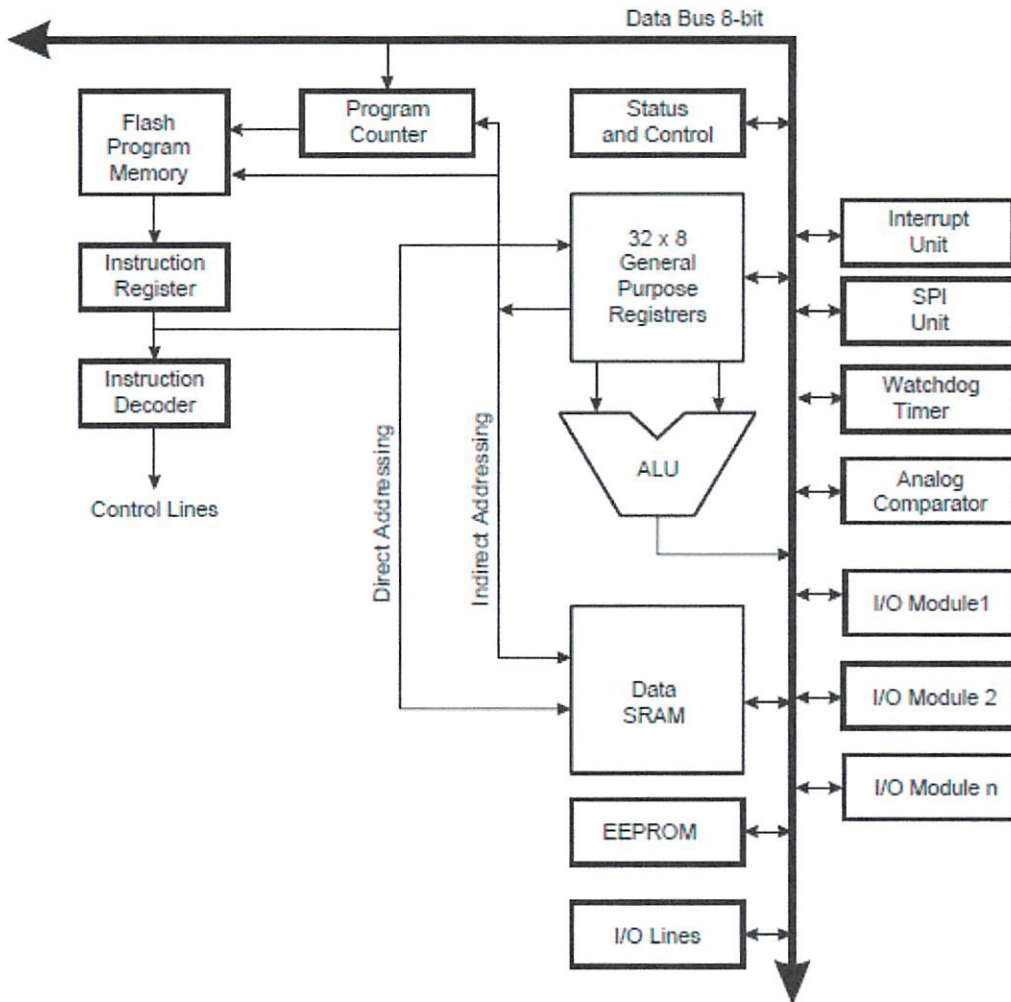 Data Bus 8-bit
Flash
Program
Memory
Program
Counter
Status
and Control
Instruction
Register
32 x 8
General
Purpose
Registrers
Interrupt
Unit
SPI
Unit
Instruction
Decoder
Watchdog
Timer
Control Lines
Direct Addressing
Indirect Addressing
ALU
Analog
Comparator
I/O Module1
Data
SRAM
I/O Module 2
I/O Module n
EEPROM
I/O Lines